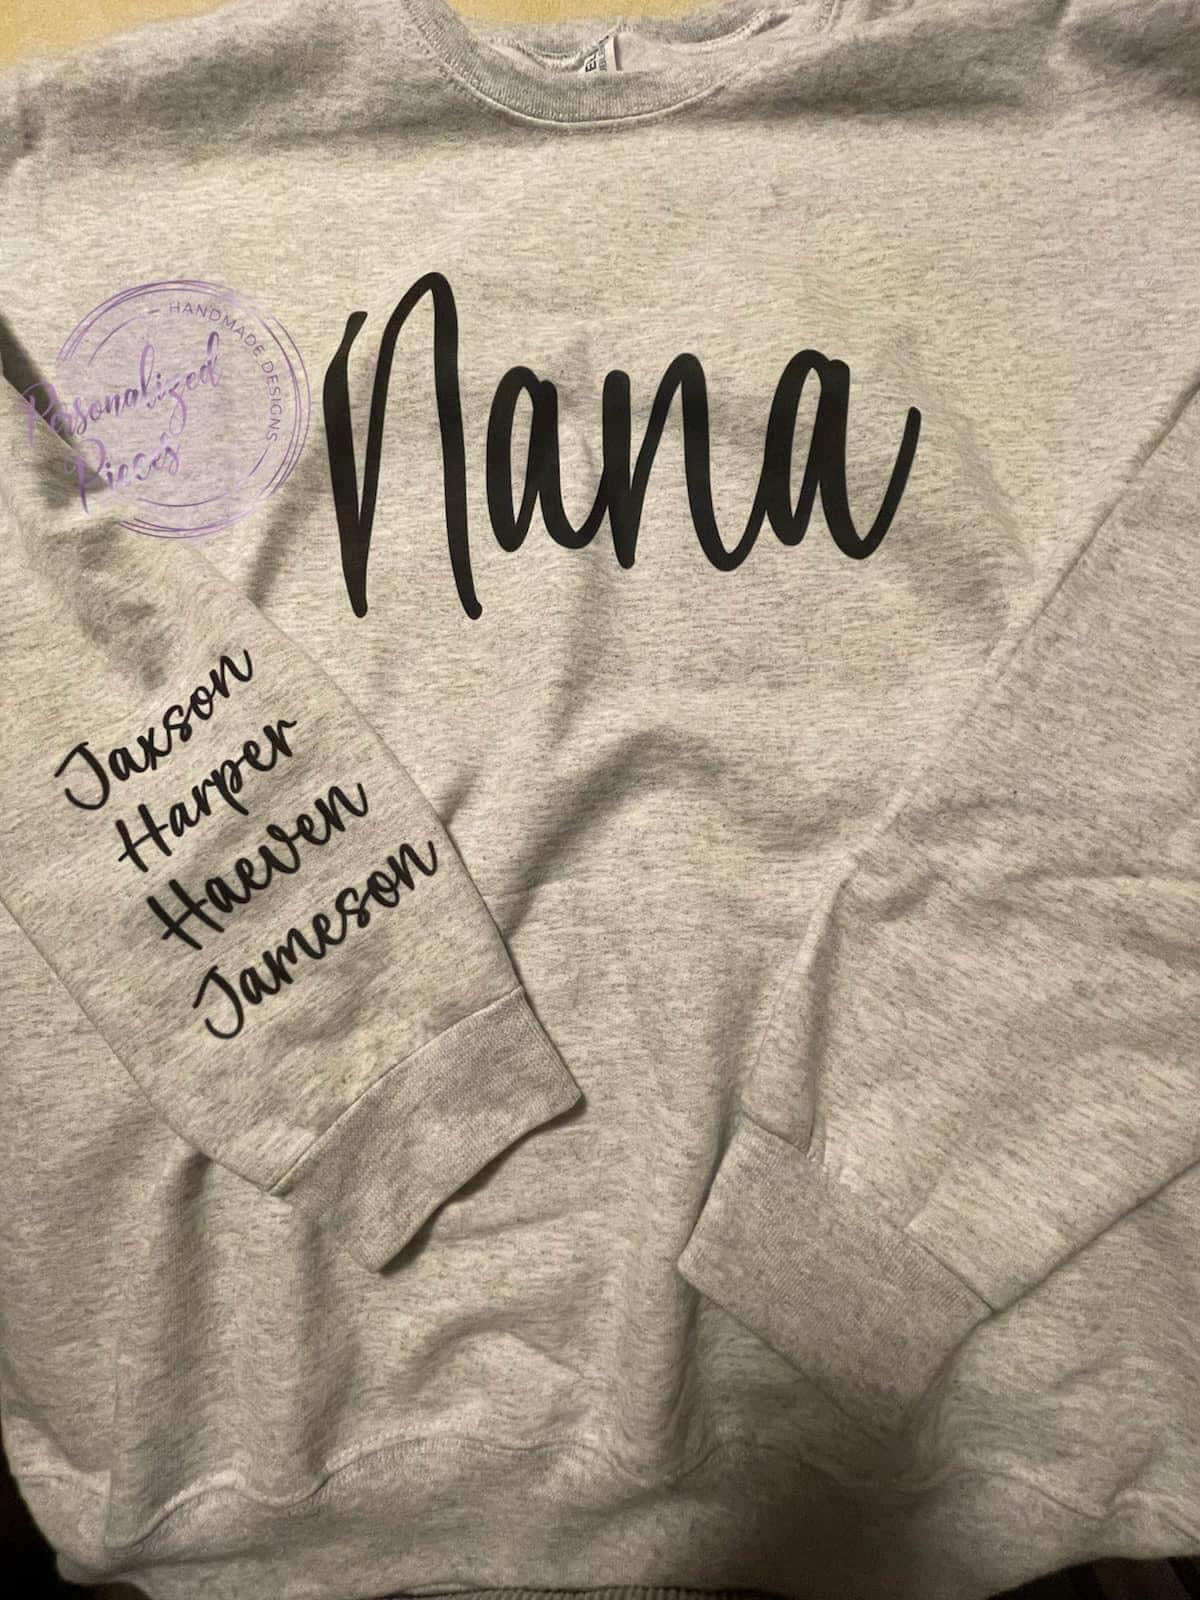 Nana
HANDMADE DESIGNS
Personalized
Pieces
Jaxson
Harper
Haeven
Jameson